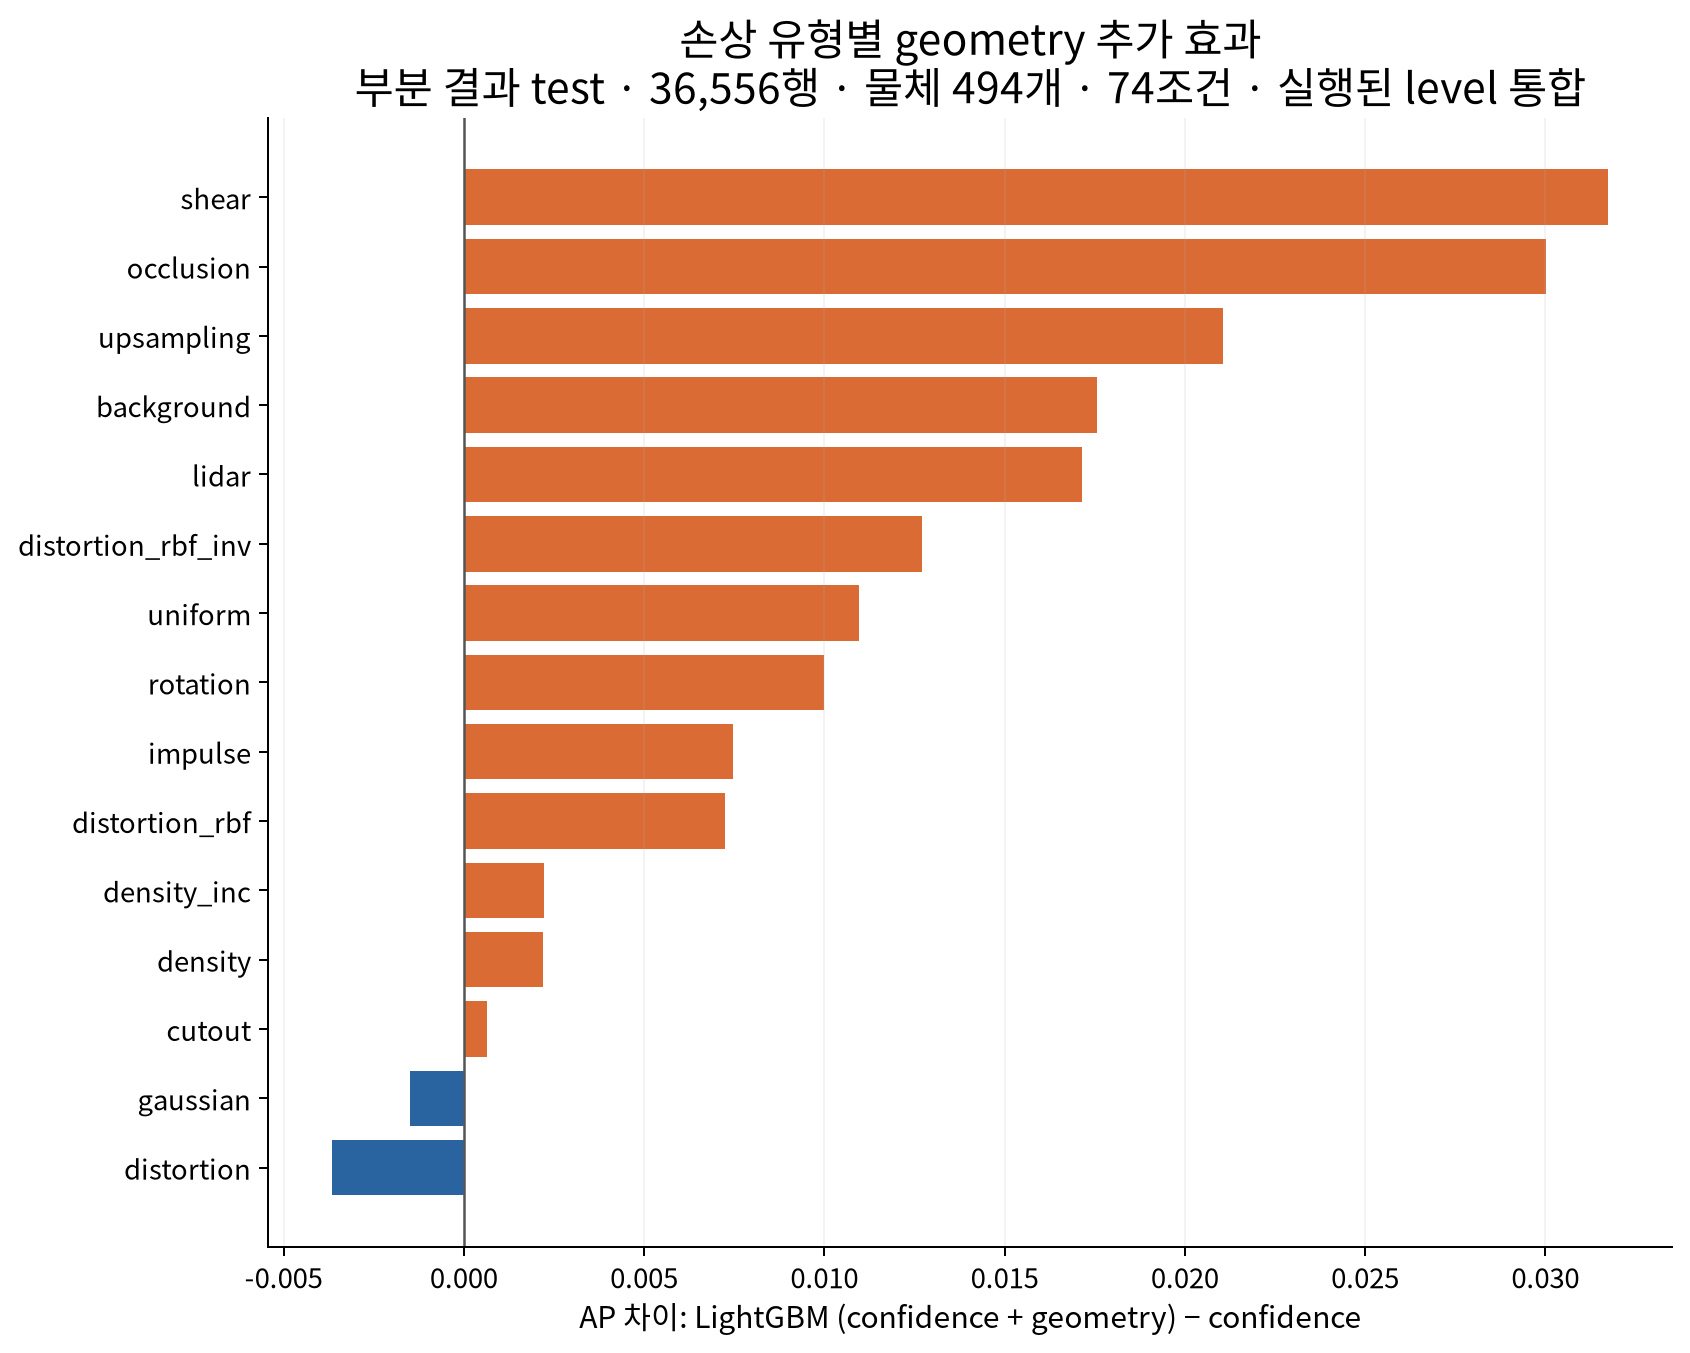 손상 유형별 geometry 추가 효과
부분 결과 test · 36,556행 · 물체 494개 · 74조건 · 실행된 level 통합
shear
occlusion
upsampling
background
lidar
distortion_rbf_inv
uniform
rotation
impulse
distortion_rbf
density_inc
density
cutout
gaussian
distortion
-0.005 0.000 0.005 0.010 0.015 0.020 0.025 0.030
AP 차이: LightGBM (confidence + geometry) − confidence